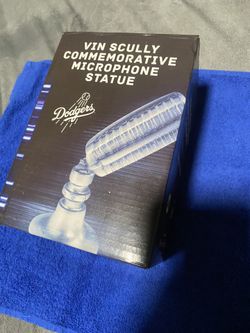 VIN SCULLY
COMMEMORATIVE
MICROPHONE
STATUE
Dodgers